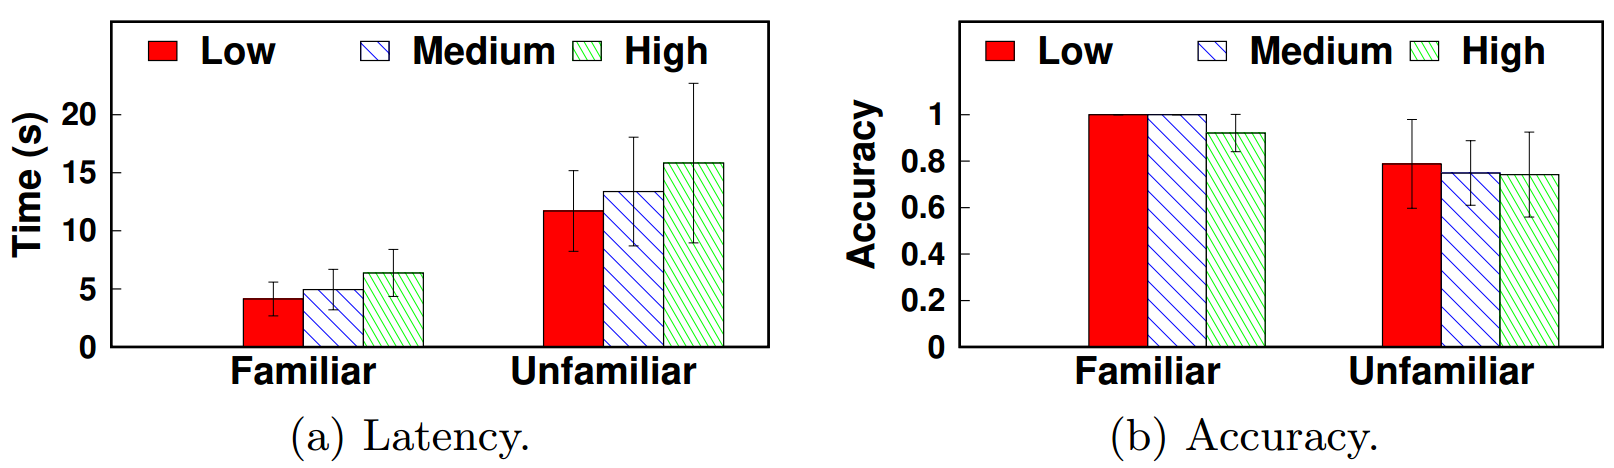 Low Medium High
Time (s)
20
15
10
5
0
Familiar Unfamiliar
(a) Latency.
Low Medium High
Accuracy
1
0.8
0.6
0.4
0.2
0
Familiar Unfamiliar
(b) Accuracy.